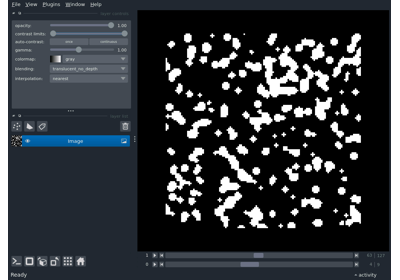 File View Plugins Window Help
opacity: 1.00
contrast limits:
auto-contrast: once continuous
gamma: 1.00
colormap: gray
blending: translucent_no_depth
interpolation: nearest
Image
1
0
Ready
activity